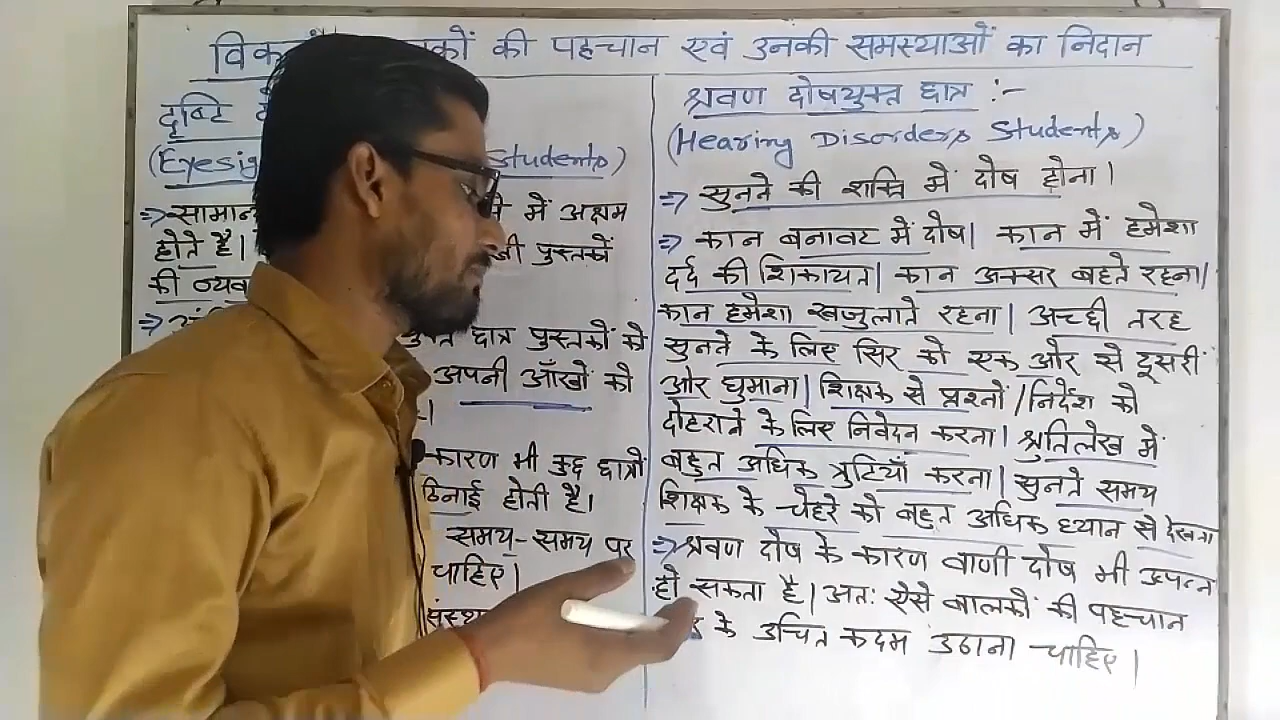 की पहचान एवं उनकी समस्याओं का निदान
दृष्टि
Students)
⇒ में अक्षम
होते है। पुस्तकों
की
⇒ छात्र पुस्तकों को
अपनी आँखों को
कारण भी कुछ छात्रों
होती है।
समय-समय पर
चाहिए।
श्रवण दोषयुक्त छात्र :-
(Hearing Disorders Students)
⇒ सुनने की शक्ति में दोष होना।
⇒ कान बनावट में दोष। कान में हमेशा
दर्द की शिकायत। कान अक्सर बहते रहना।
कान हमेशा खजुलाते रहना। अच्छी तरह
सुनने के लिए सिर को एक ओर से दूसरी
ओर घुमाना। शिक्षक से प्रश्नों/निर्देश को
दोहराने के लिए निवेदन करना। श्रुतिलेख में
बहुत अधिक त्रुटियाँ करना। सुनते समय
शिक्षक के चेहरे को बहुत अधिक ध्यान से देखना
⇒ श्रवण दोष के कारण वाणी दोष भी उत्पन्न
हो सकता है। अतः ऐसे बालकों की पहचान
के उचित कदम उठाना चाहिए।